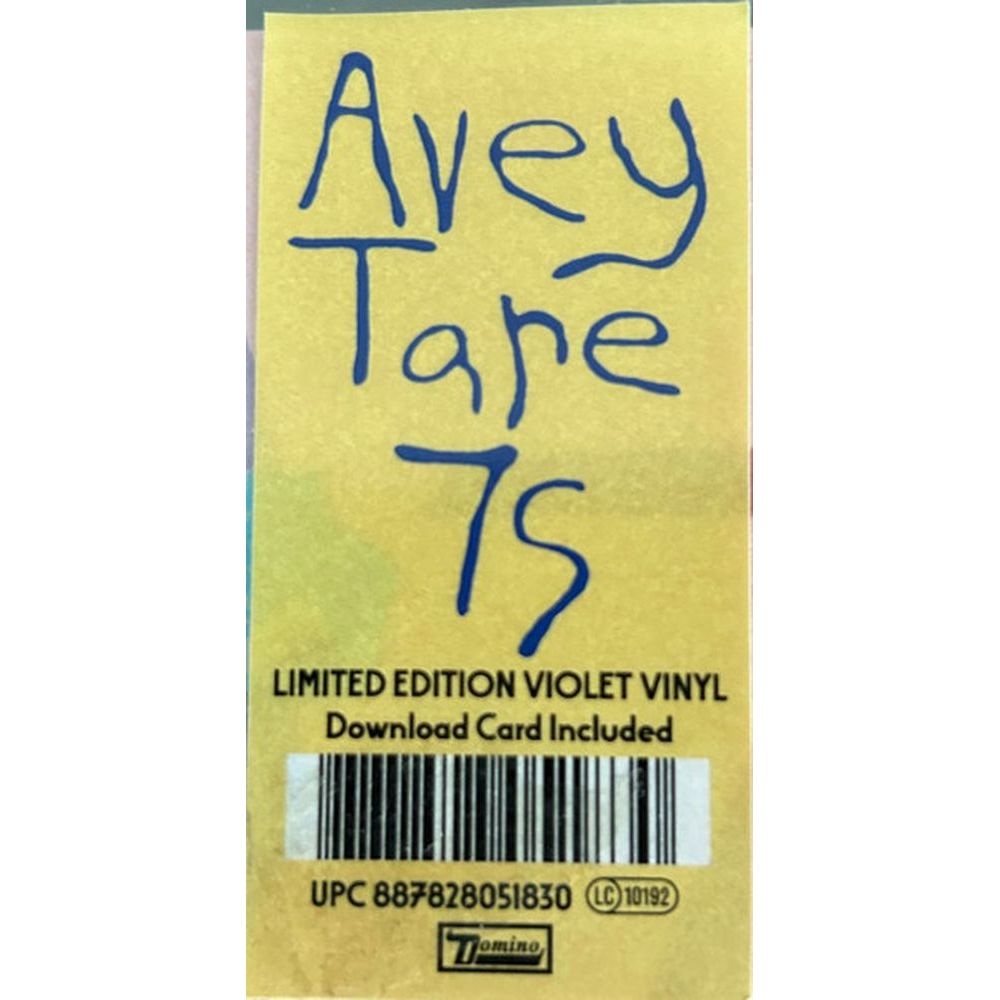 Avey
Tare
7s
LIMITED EDITION VIOLET VINYL
Download Card Included
UPC 887828051830 LC 10192
Domino